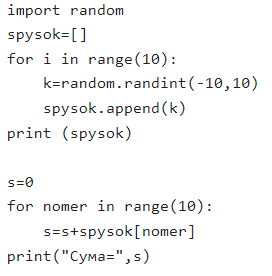 import random
spysok=[]
for i in range(10):
    k=random.randint(-10,10)
    spysok.append(k)
print (spysok)

s=0
for nomer in range(10):
    s=s+spysok[nomer]
print("Сума=",s)